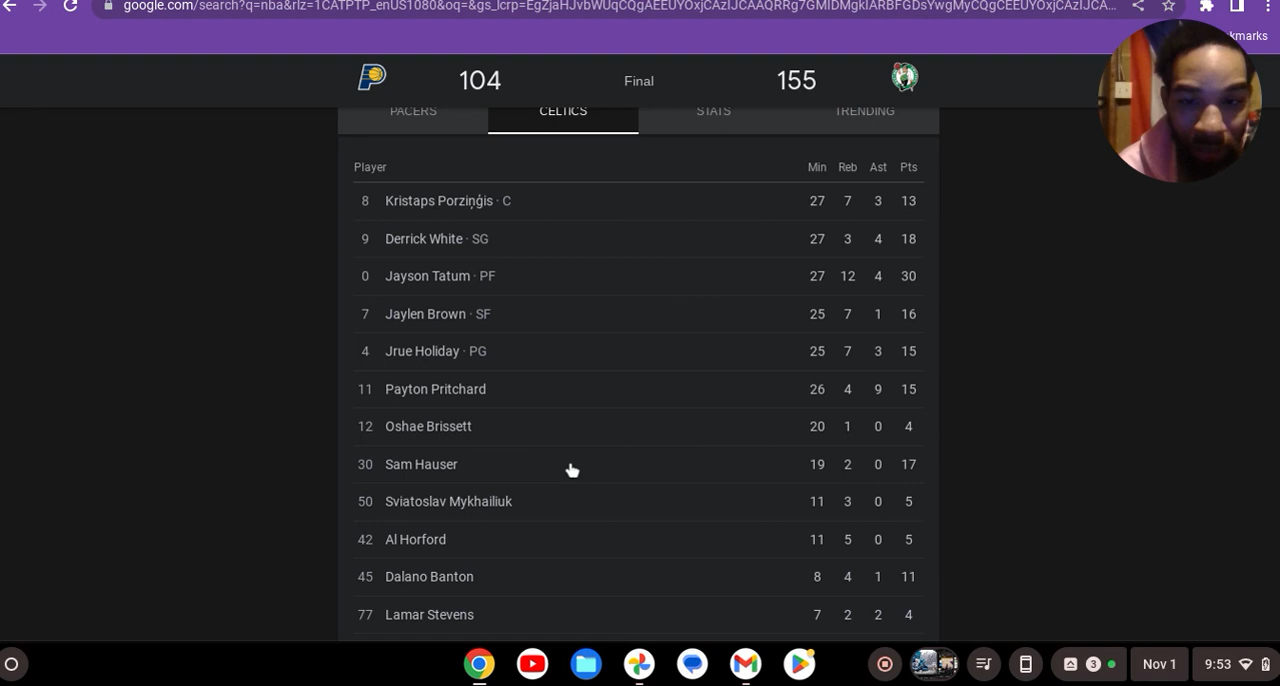 google.com/search?q=nba&rlz=1CATPTP_enUS1080&oq=&gs_lcrp=
kmarks
104 Final 155
PACERS CELTICS STATS TRENDING
Player Min Reb Ast Pts
8 Kristaps Porziņģis · C 27 7 3 13
9 Derrick White · SG 27 3 4 18
0 Jayson Tatum · PF 27 12 4 30
7 Jaylen Brown · SF 25 7 1 16
4 Jrue Holiday · PG 25 7 3 15
11 Payton Pritchard 26 4 9 15
12 Oshae Brissett 20 1 0 4
30 Sam Hauser 19 2 0 17
50 Sviatoslav Mykhailiuk 11 3 0 5
42 Al Horford 11 5 0 5
45 Dalano Banton 8 4 1 11
77 Lamar Stevens 7 2 2 4
3 Nov 1 9:53